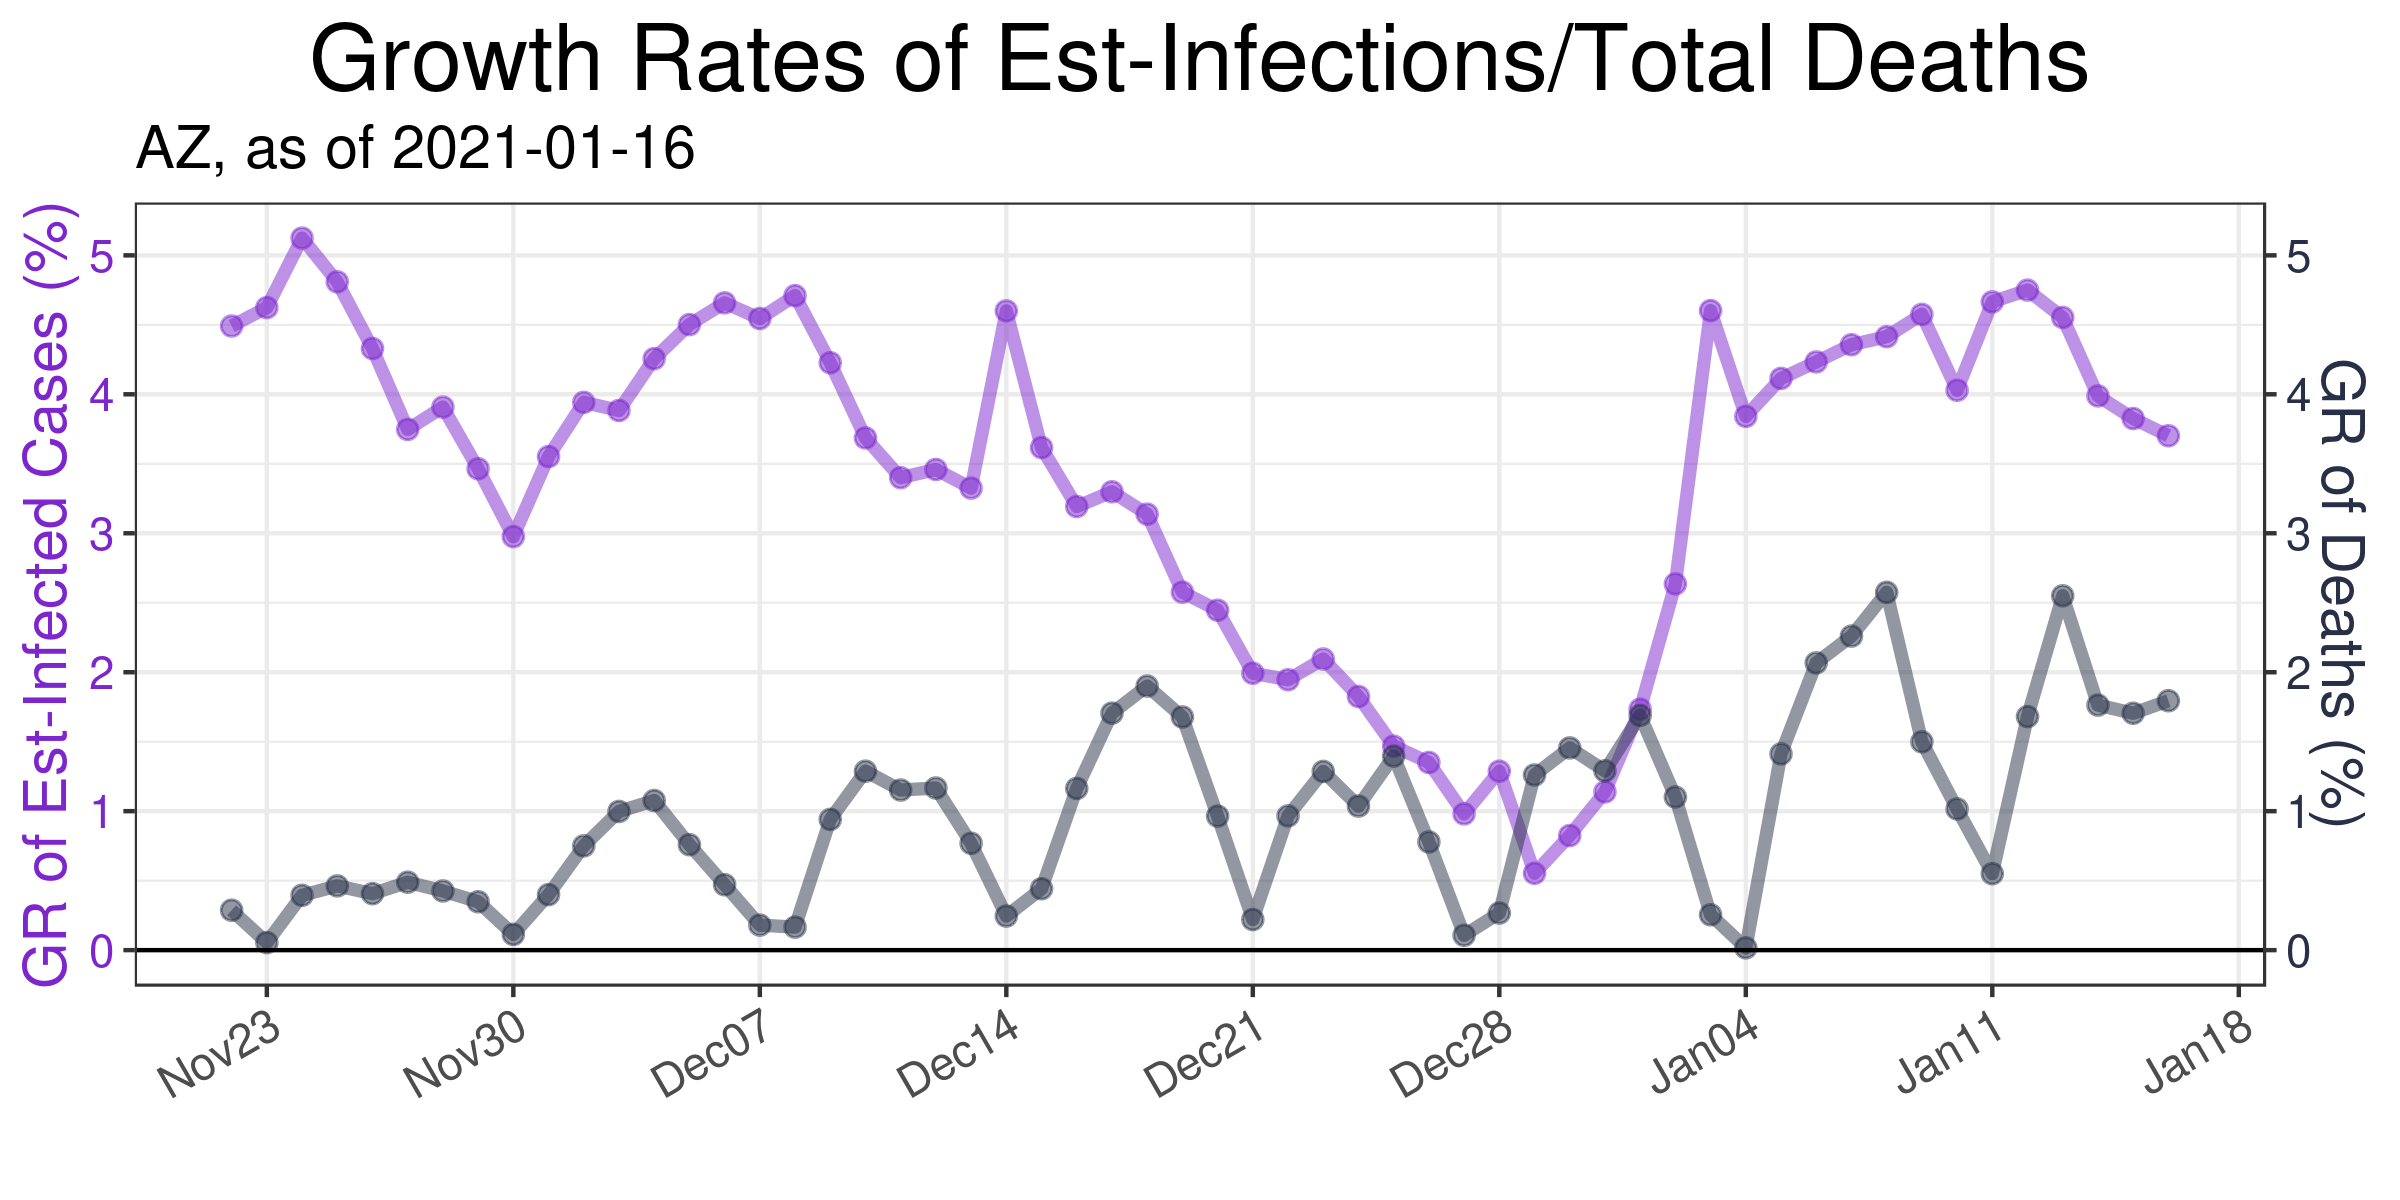 Growth Rates of Est-Infections/Total Deaths
AZ, as of 2021-01-16
GR of Est-Infected Cases (%)
5
4
3
2
1
0
5
4
3
2
1
0
GR of Deaths (%)
Nov23
Nov30
Dec07
Dec14
Dec21
Dec28
Jan04
Jan11
Jan18